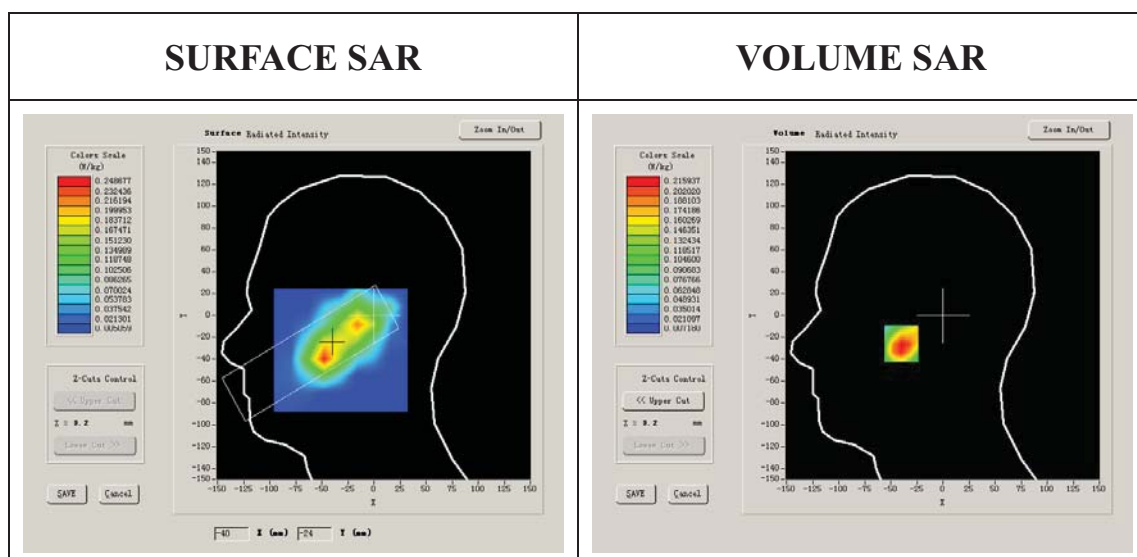 SURFACE SAR
VOLUME SAR
Surface Radiated Intensity
Zoom In/Out
Colors Scale
(W/kg)
0.248677
0.232436
0.216194
0.199953
0.183712
0.167471
0.151230
0.134989
0.118748
0.102506
0.086265
0.070024
0.053783
0.037542
0.021301
0.005059
150
140
120
100
80
60
40
20
0
-20
-40
-60
-80
-100
-120
-140
-150
Y
-150 -125 -100 -75 -50 -25 0 25 50 75 100 125 150
X
Z-Cuts Control
<< Upper Cut
mm
Lower Cut >>
SAVE
Cancel
-40 X (mm) -24 Y (mm)
Volume Radiated Intensity
Zoom In/Out
Colors Scale
(W/kg)
0.215937
0.202020
0.188103
0.174186
0.160269
0.146351
0.132434
0.118517
0.104600
0.090683
0.076766
0.062848
0.048931
0.035014
0.021097
0.007180
150
140
120
100
80
60
40
20
0
-20
-40
-60
-80
-100
-120
-140
-150
Y
-150 -125 -100 -75 -50 -25 0 25 50 75 100 125 150
X
Z-Cuts Control
<< Upper Cut
mm
Lower Cut >>
SAVE
Cancel